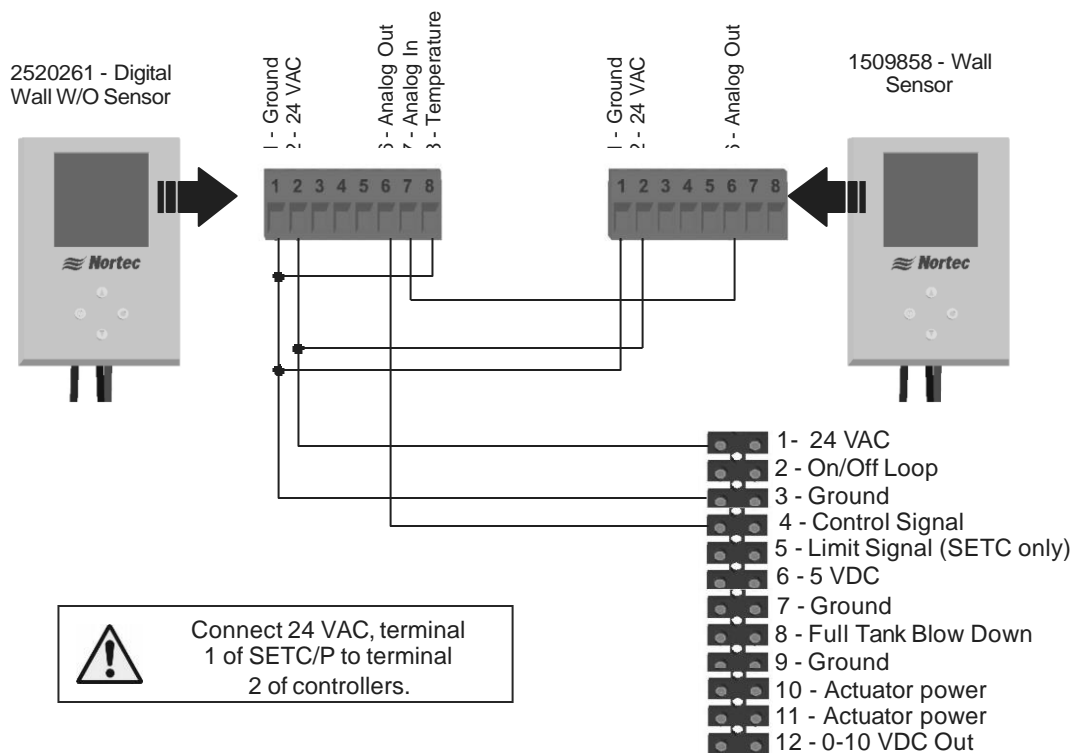 2520261 - Digital
Wall W/O Sensor
1 - Ground
2 - 24 VAC
6 - Analog Out
7 - Analog In
8 - Temperature
1 - Ground
2 - 24 VAC
6 - Analog Out
1509858 - Wall
Sensor
1 2 3 4 5 6 7 8
1 2 3 4 5 6 7 8
Nortec
Nortec
1- 24 VAC
2 - On/Off Loop
3 - Ground
4 - Control Signal
5 - Limit Signal (SETC only)
6 - 5 VDC
7 - Ground
8 - Full Tank Blow Down
9 - Ground
10 - Actuator power
11 - Actuator power
12 - 0-10 VDC Out
Connect 24 VAC, terminal
1 of SETC/P to terminal
2 of controllers.